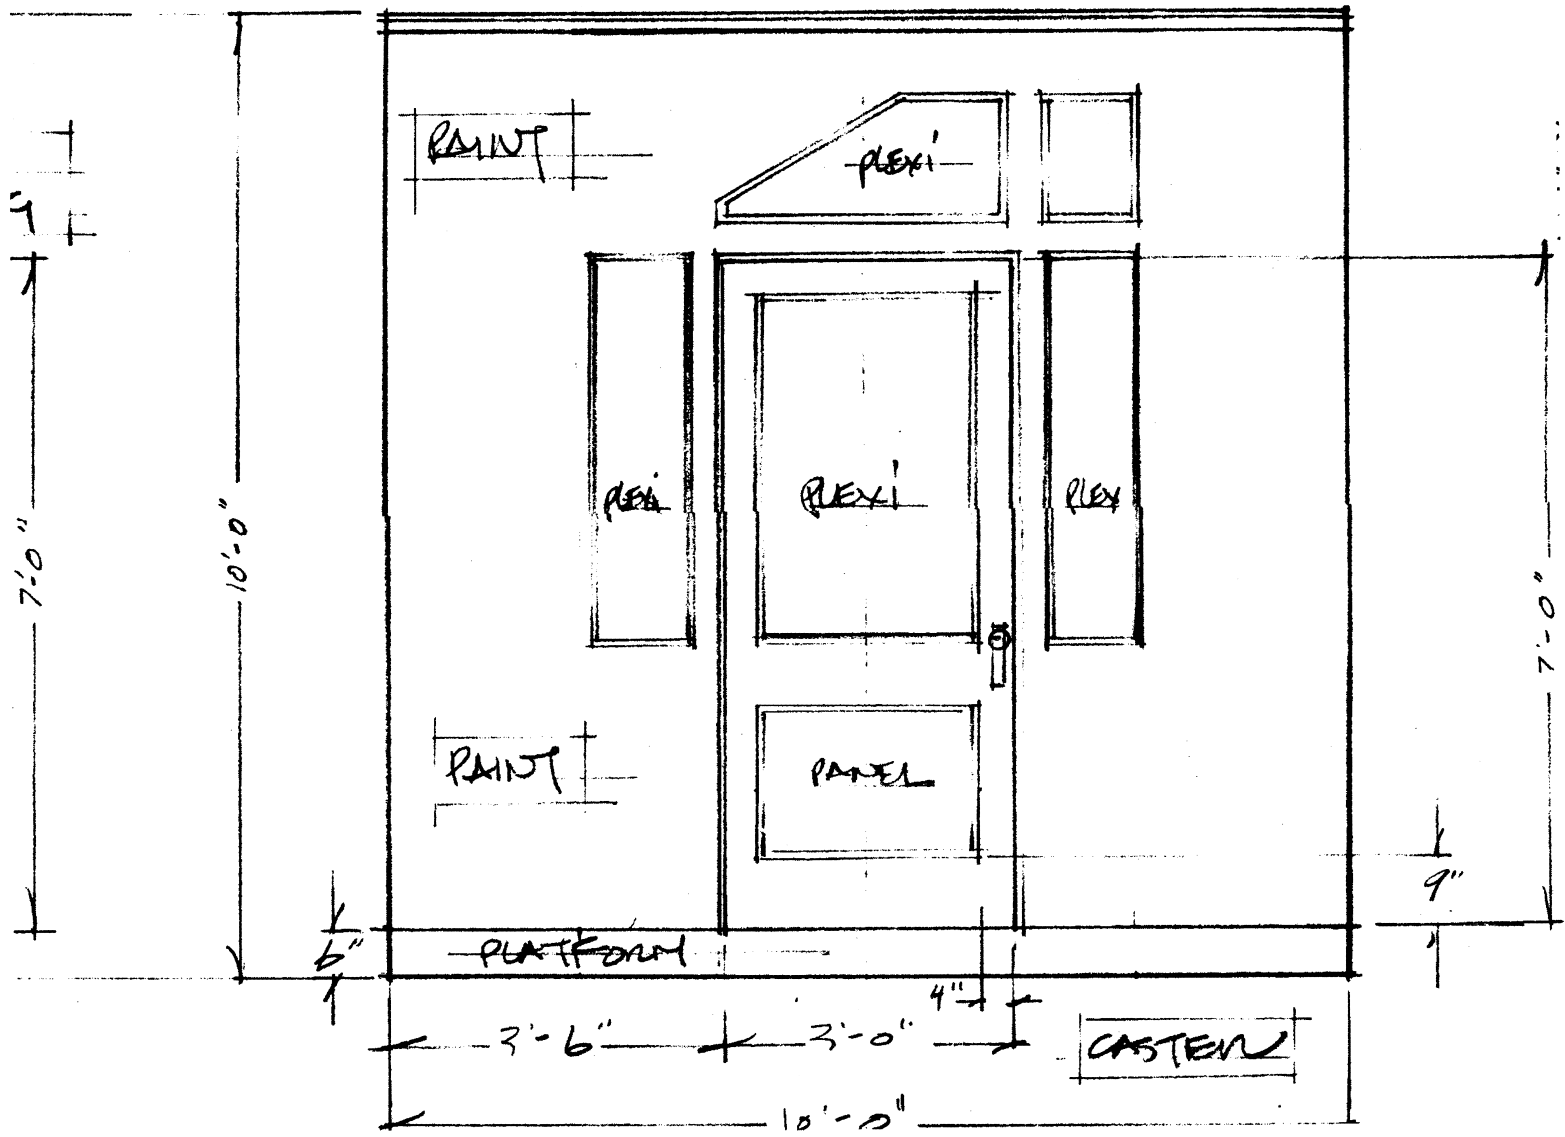 PAINT
PLEXI
PLEXI
PLEXI
PLEX
7'-0"
10'-0"
7'-0"
PAINT
PANEL
9"
6"
PLATFORM
4"
3'-6"
3'-0"
CASTER
10'-0"